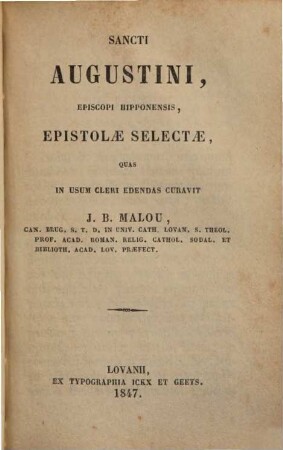 SANCTI
AUGUSTINI,
EPISCOPI HIPPONENSIS,
EPISTOLÆ SELECTÆ,
QUAS
IN USUM CLERI EDENDAS CURAVIT
J. B. MALOU,
CAN. BRUG. S. T. D. IN UNIV. CATH. LOVAN. S. THEOL.
PROF. ACAD. ROMAN. RELIG. CATHOL. SODAL. ET
BIBLIOTH. ACAD. LOV. PRÆFECT.
LOVANII,
EX TYPOGRAPHIA ICKX ET GEETS.
1847.